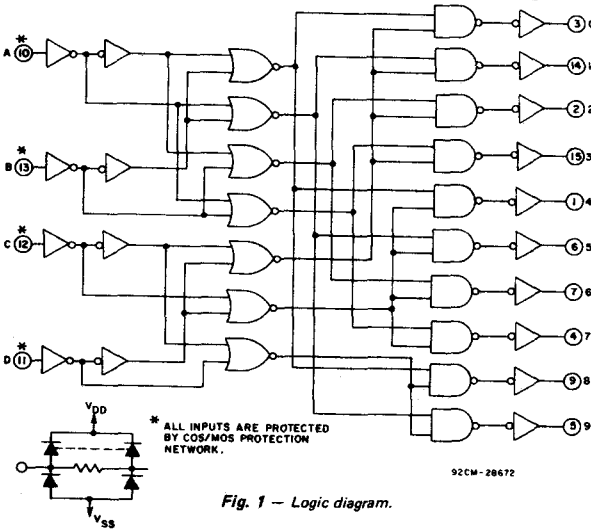 * A 10
* B 13
* C 12
* D 11
3 0
14 1
2 2
15 3
1 4
6 5
7 6
4 7
9 8
5 9
VDD
VSS
* ALL INPUTS ARE PROTECTED
BY COS/MOS PROTECTION
NETWORK.
92CM-28672
Fig. 1 — Logic diagram.